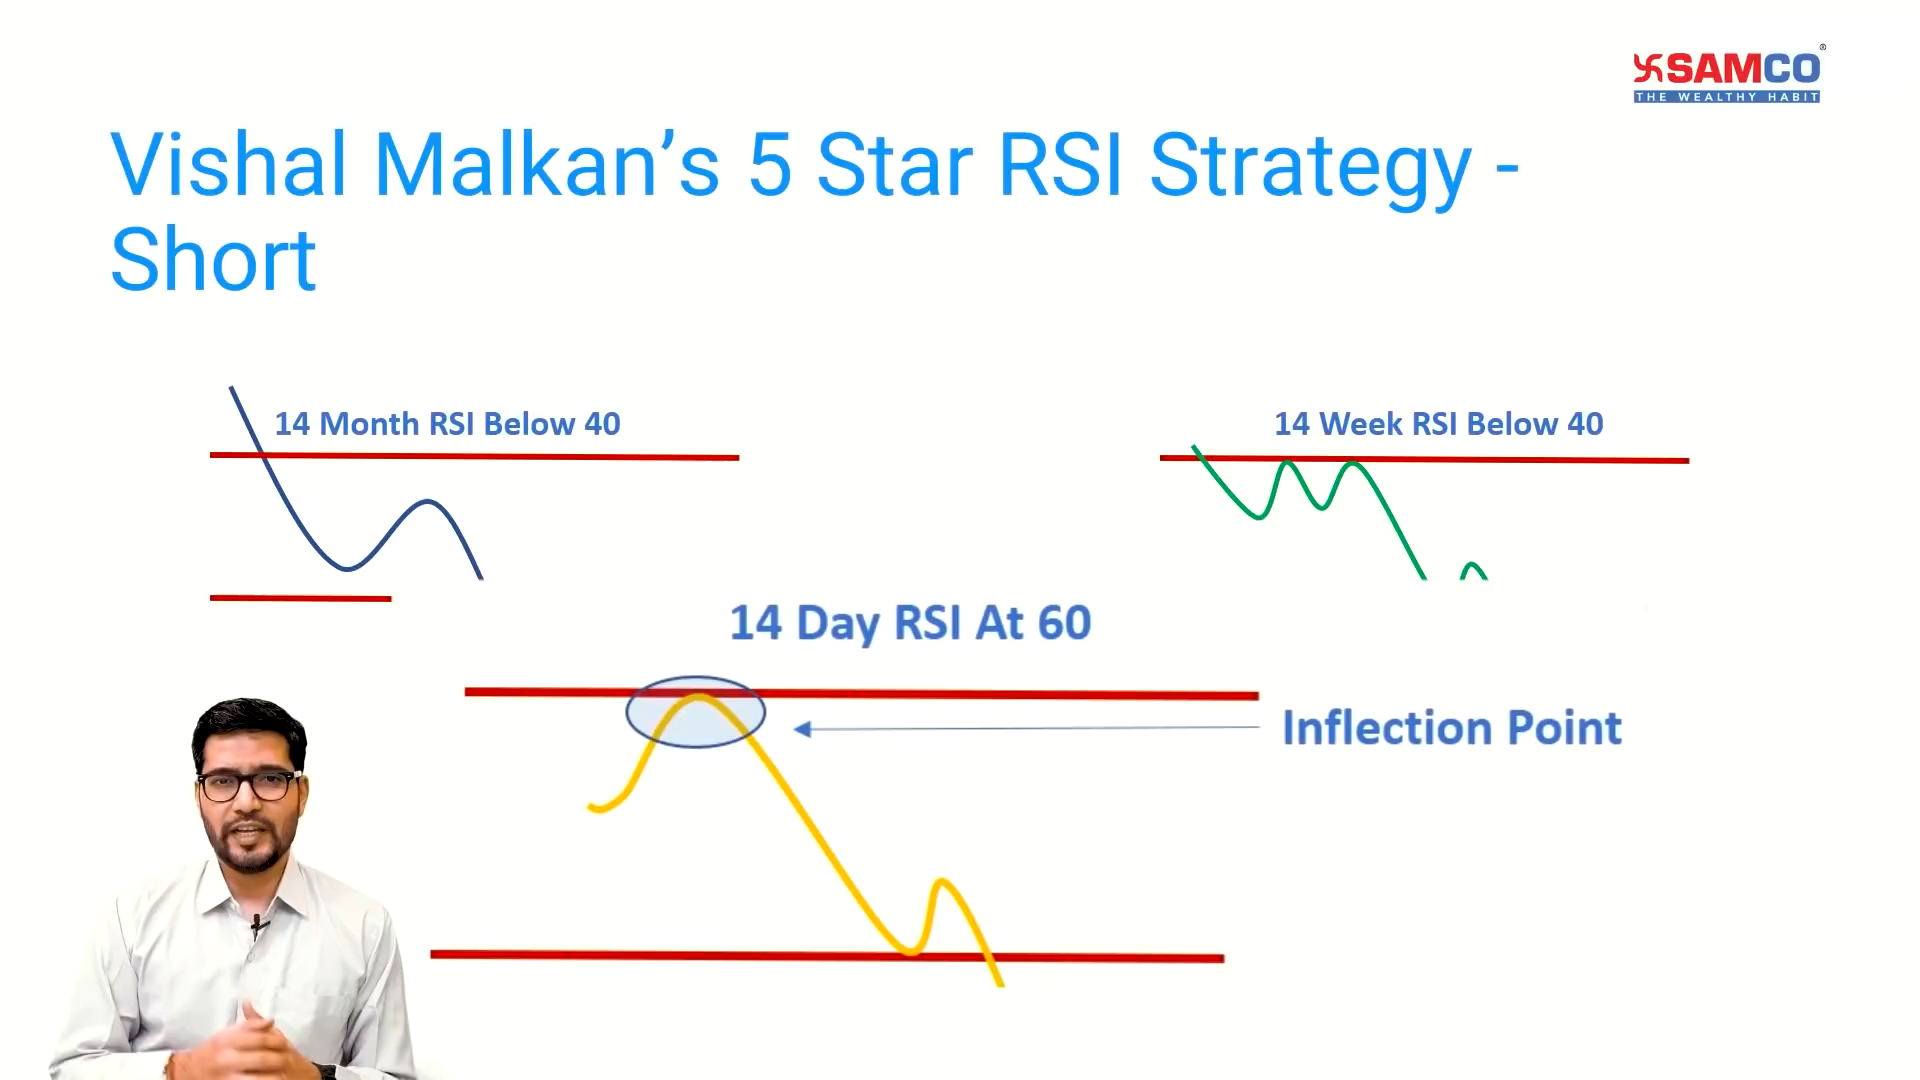 SAMCO®
THE WEALTHY HABIT
Vishal Malkan’s 5 Star RSI Strategy -
Short
14 Month RSI Below 40
14 Week RSI Below 40
14 Day RSI At 60
Inflection Point